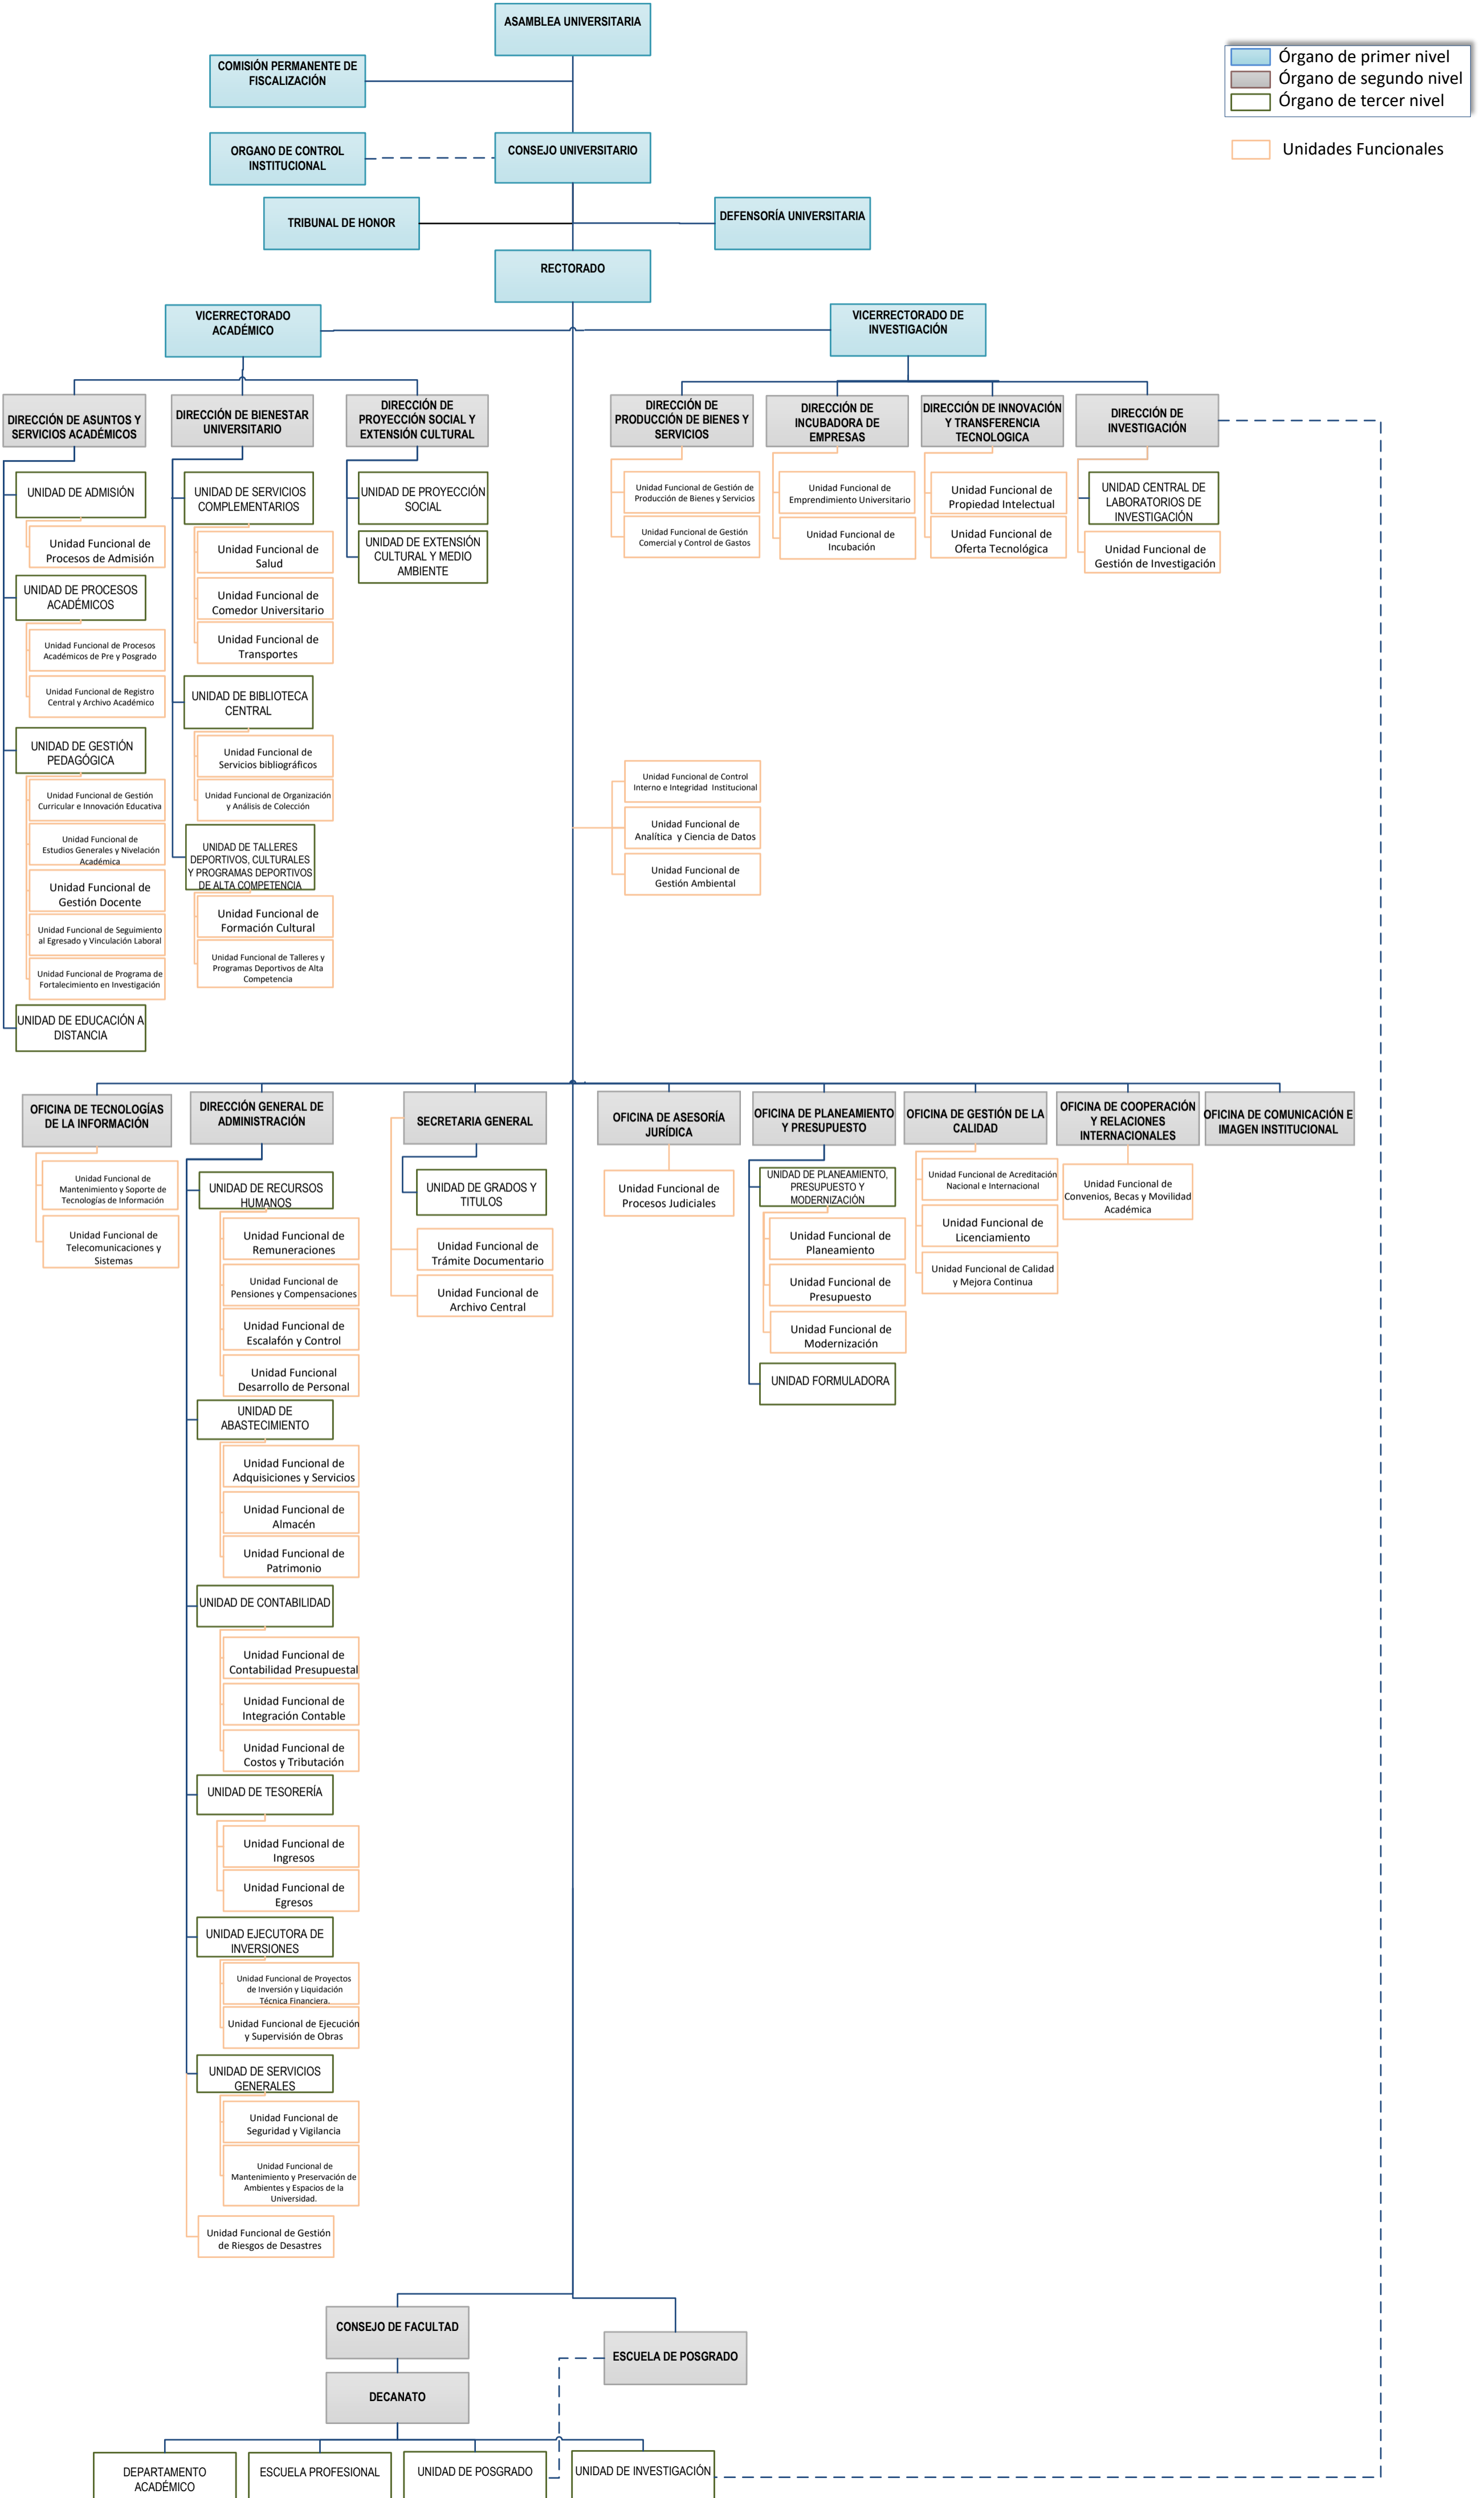 ASAMBLEA UNIVERSITARIA
COMISIÓN PERMANENTE DE
FISCALIZACIÓN
Órgano de primer nivel
Órgano de segundo nivel
Órgano de tercer nivel
Unidades Funcionales
ORGANO DE CONTROL
INSTITUCIONAL
CONSEJO UNIVERSITARIO
TRIBUNAL DE HONOR
DEFENSORÍA UNIVERSITARIA
RECTORADO
VICERRECTORADO
ACADÉMICO
VICERRECTORADO DE
INVESTIGACIÓN
DIRECCIÓN DE ASUNTOS Y
SERVICIOS ACADÉMICOS
DIRECCIÓN DE BIENESTAR
UNIVERSITARIO
DIRECCIÓN DE
PROYECCIÓN SOCIAL Y
EXTENSIÓN CULTURAL
DIRECCIÓN DE
PRODUCCIÓN DE BIENES Y
SERVICIOS
DIRECCIÓN DE
INCUBADORA DE
EMPRESAS
DIRECCIÓN DE INNOVACIÓN
Y TRANSFERENCIA
TECNOLOGICA
DIRECCIÓN DE
INVESTIGACIÓN
UNIDAD DE ADMISIÓN
Unidad Funcional de
Procesos de Admisión
UNIDAD DE PROCESOS
ACADÉMICOS
Unidad Funcional de Procesos
Académicos de Pre y Posgrado
Unidad Funcional de Registro
Central y Archivo Académico
UNIDAD DE GESTIÓN
PEDAGÓGICA
Unidad Funcional de Gestión
Curricular e Innovación Educativa
Unidad Funcional de
Estudios Generales y Nivelación
Académica
Unidad Funcional de
Gestión Docente
Unidad Funcional de Seguimiento
al Egresado y Vinculación Laboral
Unidad Funcional de Programa de
Fortalecimiento en Investigación
UNIDAD DE EDUCACIÓN A
DISTANCIA
UNIDAD DE SERVICIOS
COMPLEMENTARIOS
Unidad Funcional de
Salud
Unidad Funcional de
Comedor Universitario
Unidad Funcional de
Transportes
UNIDAD DE BIBLIOTECA
CENTRAL
Unidad Funcional de
Servicios bibliográficos
Unidad Funcional de Organización
y Análisis de Colección
UNIDAD DE TALLERES
DEPORTIVOS, CULTURALES
Y PROGRAMAS DEPORTIVOS
DE ALTA COMPETENCIA
Unidad Funcional de
Formación Cultural
Unidad Funcional de Talleres y
Programas Deportivos de Alta
Competencia
UNIDAD DE PROYECCIÓN
SOCIAL
UNIDAD DE EXTENSIÓN
CULTURAL Y MEDIO
AMBIENTE
Unidad Funcional de Gestión de
Producción de Bienes y Servicios
Unidad Funcional de Gestión
Comercial y Control de Gastos
Unidad Funcional de
Emprendimiento Universitario
Unidad Funcional de
Incubación
Unidad Funcional de
Propiedad Intelectual
Unidad Funcional de
Oferta Tecnológica
UNIDAD CENTRAL DE
LABORATORIOS DE
INVESTIGACIÓN
Unidad Funcional de
Gestión de Investigación
Unidad Funcional de Control
Interno e Integridad Institucional
Unidad Funcional de
Analítica y Ciencia de Datos
Unidad Funcional de
Gestión Ambiental
OFICINA DE TECNOLOGÍAS
DE LA INFORMACIÓN
DIRECCIÓN GENERAL DE
ADMINISTRACIÓN
SECRETARIA GENERAL
OFICINA DE ASESORÍA
JURÍDICA
OFICINA DE PLANEAMIENTO
Y PRESUPUESTO
OFICINA DE GESTIÓN DE LA
CALIDAD
OFICINA DE COOPERACIÓN
Y RELACIONES
INTERNACIONALES
OFICINA DE COMUNICACIÓN E
IMAGEN INSTITUCIONAL
Unidad Funcional de
Mantenimiento y Soporte de
Tecnologías de Información
Unidad Funcional de
Telecomunicaciones y
Sistemas
UNIDAD DE RECURSOS
HUMANOS
Unidad Funcional de
Remuneraciones
Unidad Funcional de
Pensiones y Compensaciones
Unidad Funcional de
Escalafón y Control
Unidad Funcional
Desarrollo de Personal
UNIDAD DE
ABASTECIMIENTO
Unidad Funcional de
Adquisiciones y Servicios
Unidad Funcional de
Almacén
Unidad Funcional de
Patrimonio
UNIDAD DE CONTABILIDAD
Unidad Funcional de
Contabilidad Presupuestal
Unidad Funcional de
Integración Contable
Unidad Funcional de
Costos y Tributación
UNIDAD DE TESORERÍA
Unidad Funcional de
Ingresos
Unidad Funcional de
Egresos
UNIDAD EJECUTORA DE
INVERSIONES
Unidad Funcional de Proyectos
de Inversión y Liquidación
Técnica Financiera.
Unidad Funcional de Ejecución
y Supervisión de Obras
UNIDAD DE SERVICIOS
GENERALES
Unidad Funcional de
Seguridad y Vigilancia
Unidad Funcional de
Mantenimiento y Preservación de
Ambientes y Espacios de la
Universidad.
Unidad Funcional de Gestión
de Riesgos de Desastres
UNIDAD DE GRADOS Y
TITULOS
Unidad Funcional de
Trámite Documentario
Unidad Funcional de
Archivo Central
Unidad Funcional de
Procesos Judiciales
UNIDAD DE PLANEAMIENTO,
PRESUPUESTO Y
MODERNIZACIÓN
Unidad Funcional de
Planeamiento
Unidad Funcional de
Presupuesto
Unidad Funcional de
Modernización
UNIDAD FORMULADORA
Unidad Funcional de Acreditación
Nacional e Internacional
Unidad Funcional de
Licenciamiento
Unidad Funcional de Calidad
y Mejora Continua
Unidad Funcional de
Convenios, Becas y Movilidad
Académica
CONSEJO DE FACULTAD
ESCUELA DE POSGRADO
DECANATO
DEPARTAMENTO
ACADÉMICO
ESCUELA PROFESIONAL
UNIDAD DE POSGRADO
UNIDAD DE INVESTIGACIÓN